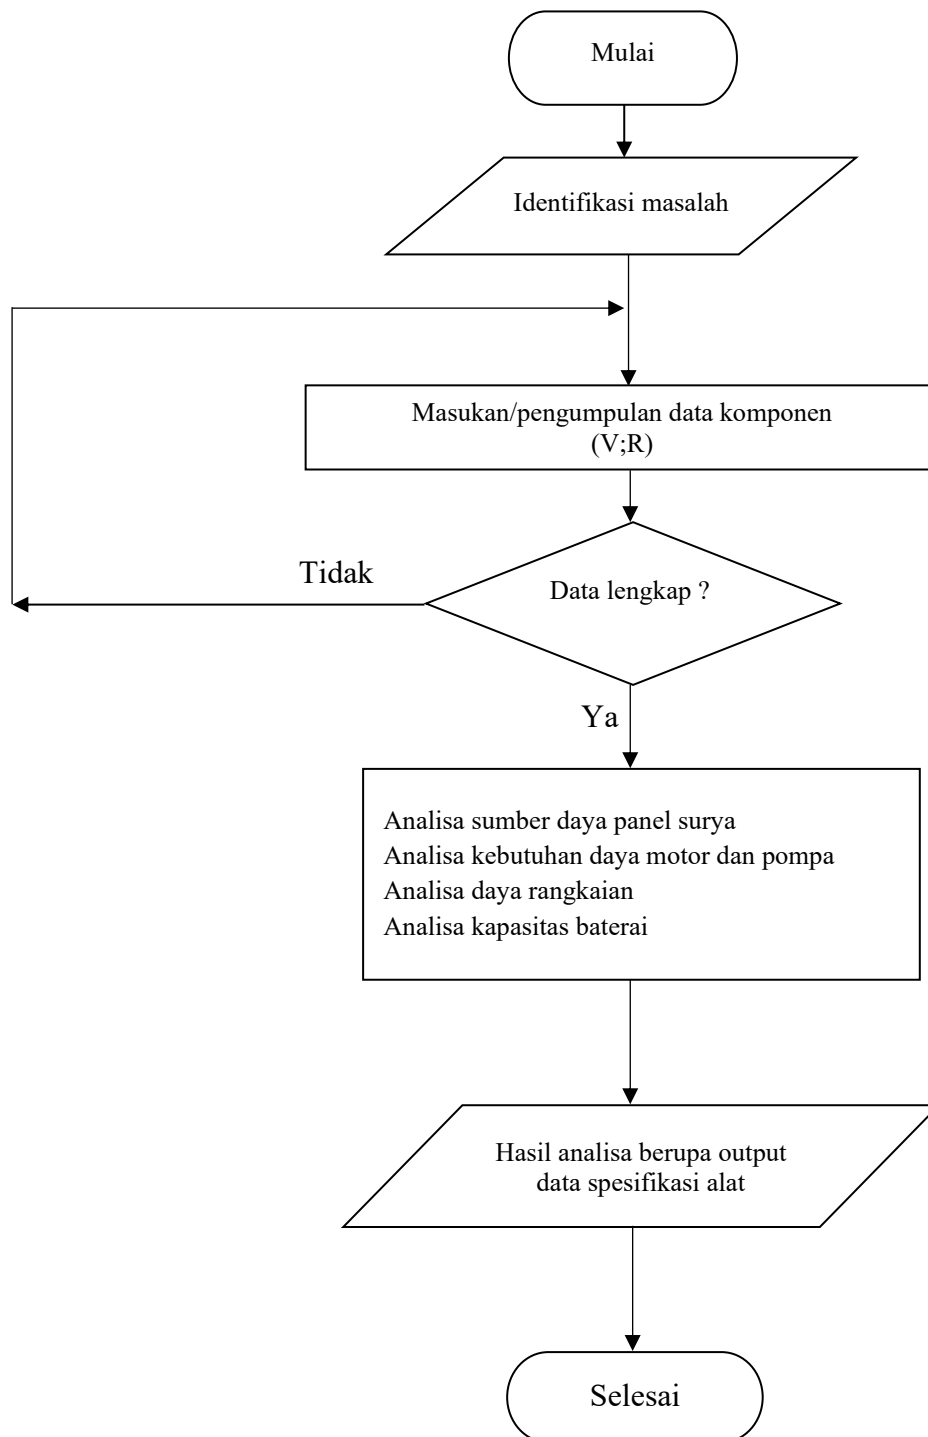 Mulai
Identifikasi masalah
Masukan/pengumpulan data komponen
(V;R)
Tidak
Data lengkap ?
Ya
Analisa sumber daya panel surya
Analisa kebutuhan daya motor dan pompa
Analisa daya rangkaian
Analisa kapasitas baterai
Hasil analisa berupa output
data spesifikasi alat
Selesai